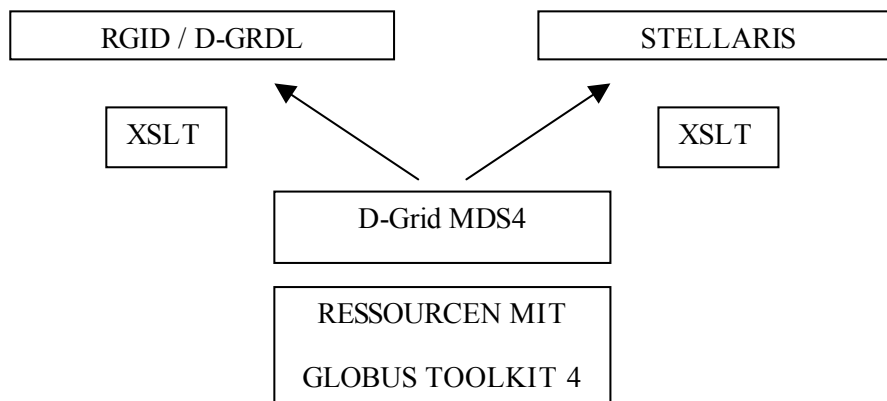 RGID / D-GRDL
STELLARIS
XSLT
XSLT
D-Grid MDS4
RESSOURCEN MIT
GLOBUS TOOLKIT 4